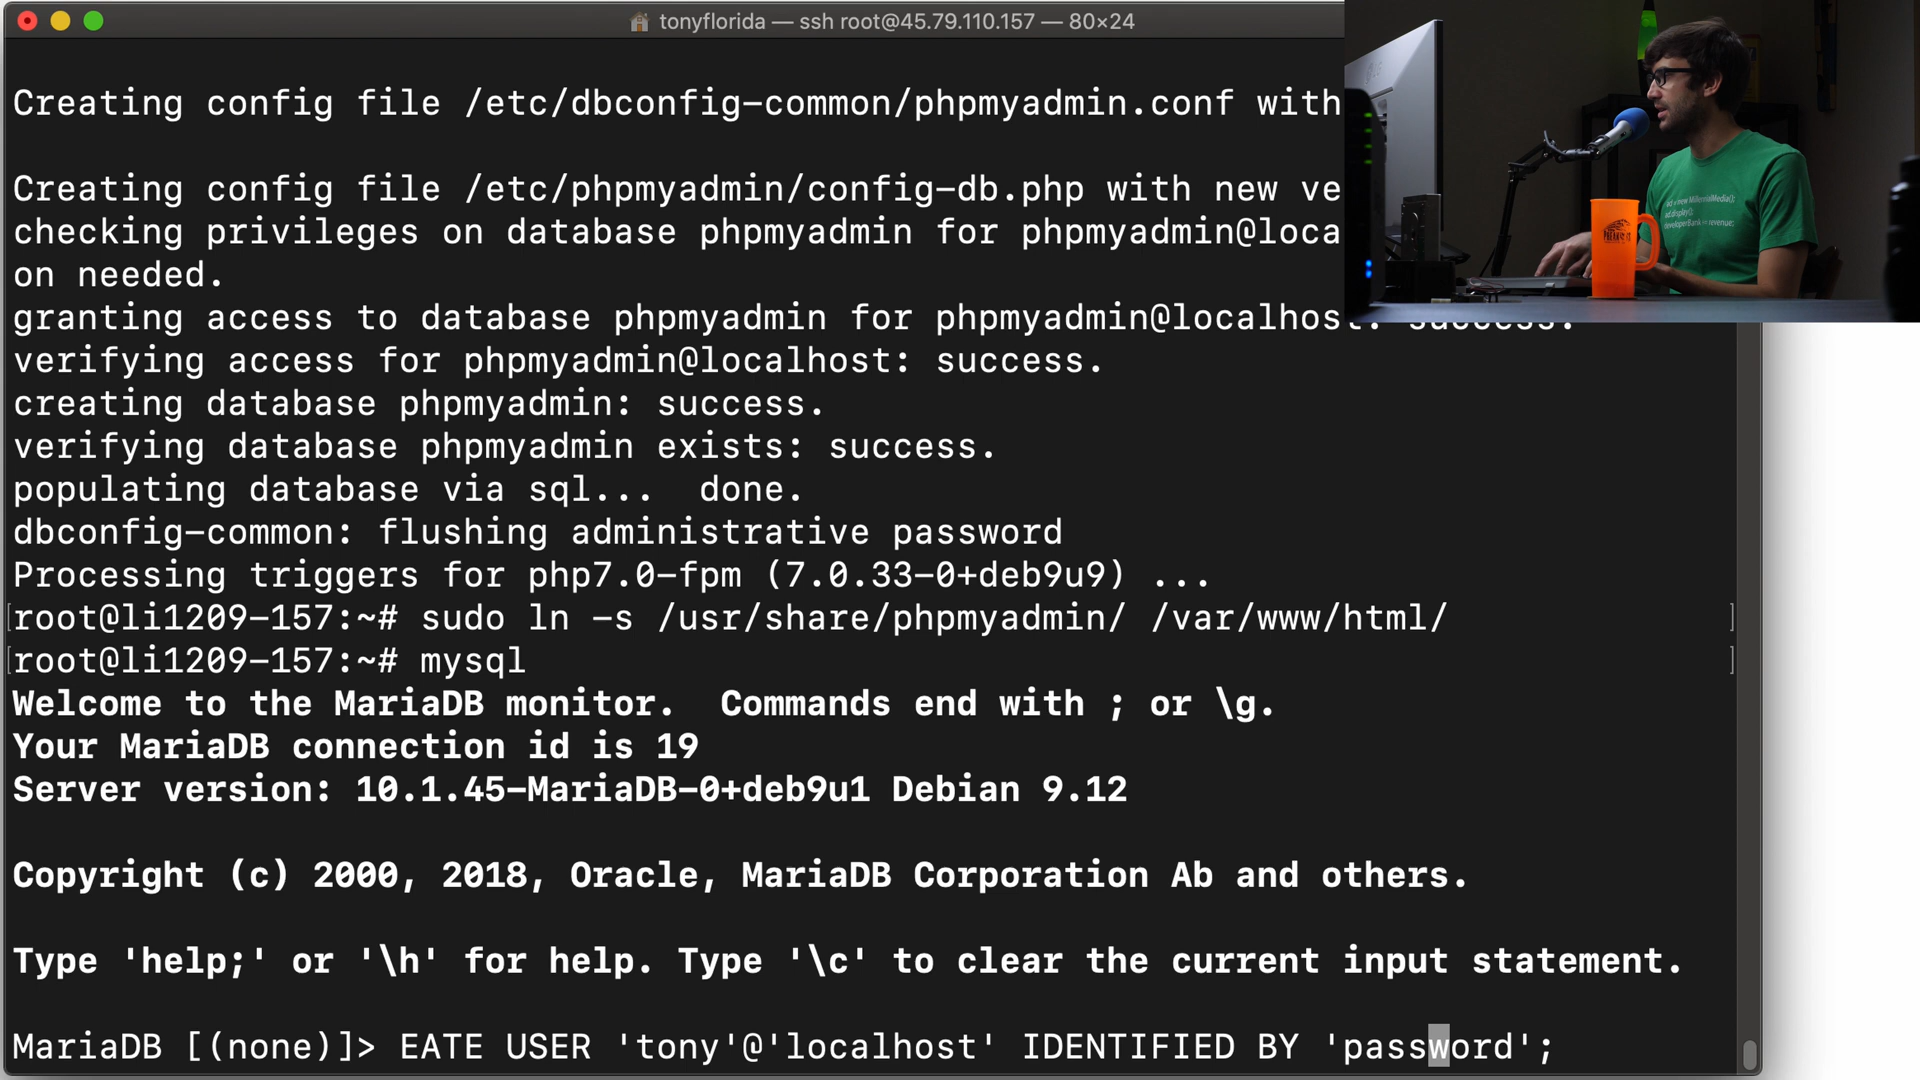 tonyflorida — ssh root@45.79.110.157 — 80×24
Creating config file /etc/dbconfig-common/phpmyadmin.conf with
Creating config file /etc/phpmyadmin/config-db.php with new ve
checking privileges on database phpmyadmin for phpmyadmin@loca
on needed.
granting access to database phpmyadmin for phpmyadmin@localhost: success.
verifying access for phpmyadmin@localhost: success.
creating database phpmyadmin: success.
verifying database phpmyadmin exists: success.
populating database via sql...  done.
dbconfig-common: flushing administrative password
Processing triggers for php7.0-fpm (7.0.33-0+deb9u9) ...
[root@li1209-157:~# sudo ln -s /usr/share/phpmyadmin/ /var/www/html/ ]
[root@li1209-157:~# mysql ]
Welcome to the MariaDB monitor.  Commands end with ; or \g.
Your MariaDB connection id is 19
Server version: 10.1.45-MariaDB-0+deb9u1 Debian 9.12
Copyright (c) 2000, 2018, Oracle, MariaDB Corporation Ab and others.
Type 'help;' or '\h' for help. Type '\c' to clear the current input statement.
MariaDB [(none)]> EATE USER 'tony'@'localhost' IDENTIFIED BY 'password';